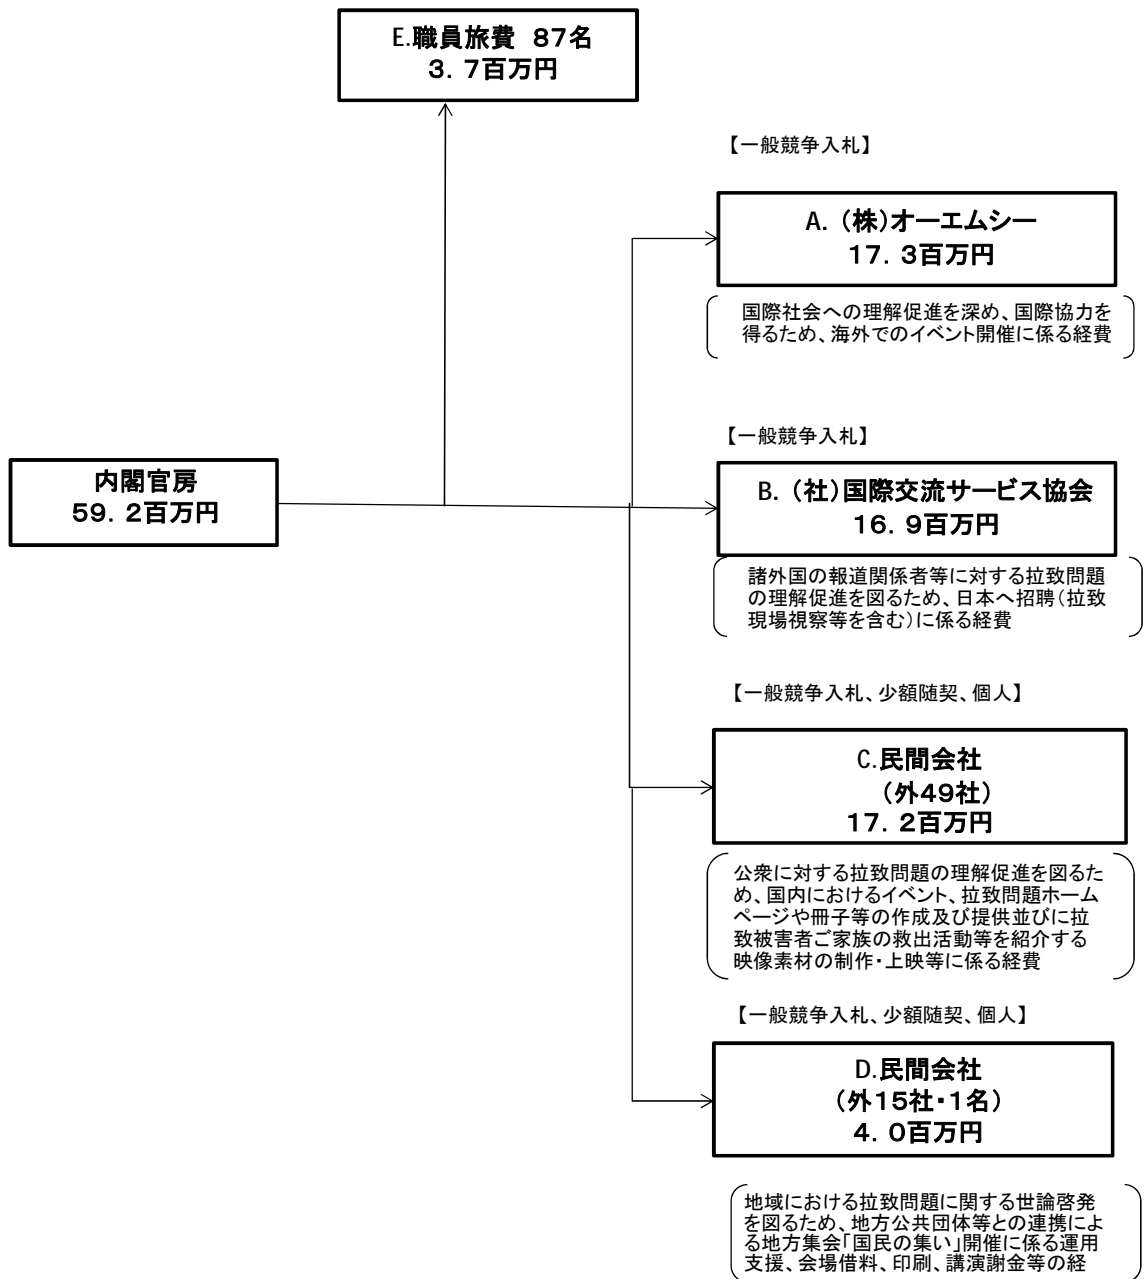 E.職員旅費 87名
3．7百万円
【一般競争入札】
A．（株）オーエムシー
17．3百万円
国際社会への理解促進を深め、国際協力を
得るため、海外でのイベント開催に係る経費
【一般競争入札】
内閣官房
59．2百万円
B．（社）国際交流サービス協会
16．9百万円
諸外国の報道関係者等に対する拉致問題
の理解促進を図るため、日本へ招聘（拉致
現場視察等を含む）に係る経費
【一般競争入札、少額随契、個人】
C.民間会社
（外49社）
17．2百万円
公衆に対する拉致問題の理解促進を図るた
め、国内におけるイベント、拉致問題ホーム
ページや冊子等の作成及び提供並びに拉
致被害者ご家族の救出活動等を紹介する
映像素材の制作・上映等に係る経費
【一般競争入札、少額随契、個人】
D.民間会社
（外15社・1名）
4．0百万円
地域における拉致問題に関する世論啓発
を図るため、地方公共団体等との連携によ
る地方集会「国民の集い」開催に係る運用
支援、会場借料、印刷、講演謝金等の経